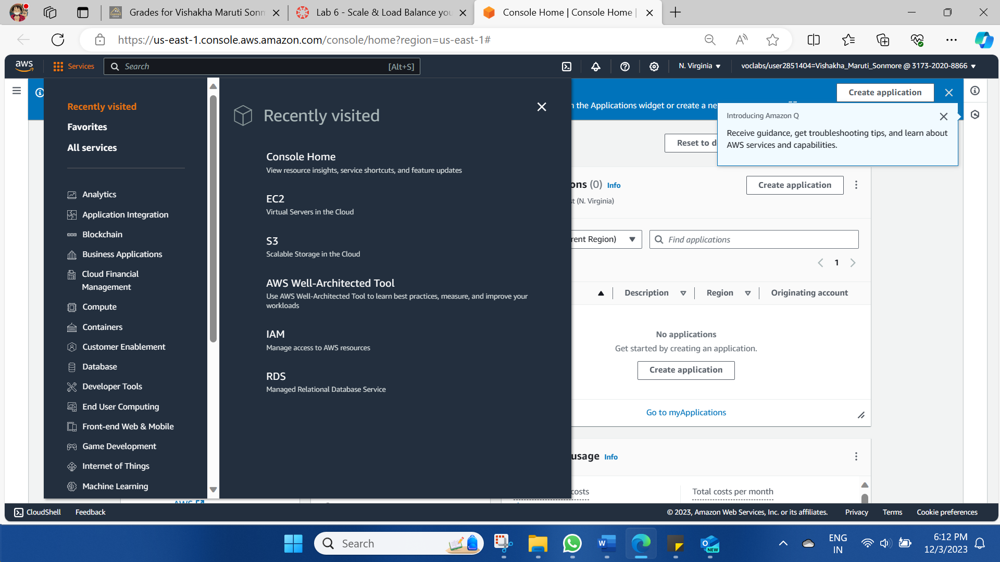 Grades for Vishakha Maruti Sonm
Lab 6 - Scale & Load Balance you
Console Home | Console Home |
https://us-east-1.console.aws.amazon.com/console/home?region=us-east-1#
aws
Services
Search
[Alt+S]
N. Virginia
voclabs/user2851404=Vishakha_Maruti_Sonmore @ 3173-2020-8866
Recently visited
Favorites
All services
Analytics
Application Integration
Blockchain
Business Applications
Cloud Financial
Management
Compute
Containers
Customer Enablement
Database
Developer Tools
End User Computing
Front-end Web & Mobile
Game Development
Internet of Things
Machine Learning
Recently visited
Console Home
View resource insights, service shortcuts, and feature updates
EC2
Virtual Servers in the Cloud
S3
Scalable Storage in the Cloud
AWS Well-Architected Tool
Use AWS Well-Architected Tool to learn best practices, measure, and improve your
workloads
IAM
Manage access to AWS resources
RDS
Managed Relational Database Service
Create application
the Applications widget or create a ne
Introducing Amazon Q
Receive guidance, get troubleshooting tips, and learn about
AWS services and capabilities.
Reset to d
ons (0) Info
Create application
st (N. Virginia)
rent Region)
Find applications
1
Description
Region
Originating account
No applications
Get started by creating an application.
Create application
Go to myApplications
usage Info
costs
Total costs per month
CloudShell
Feedback
© 2023, Amazon Web Services, Inc. or its affiliates.
Privacy
Terms
Cookie preferences
Search
NEW
ENG
IN
6:12 PM
12/3/2023